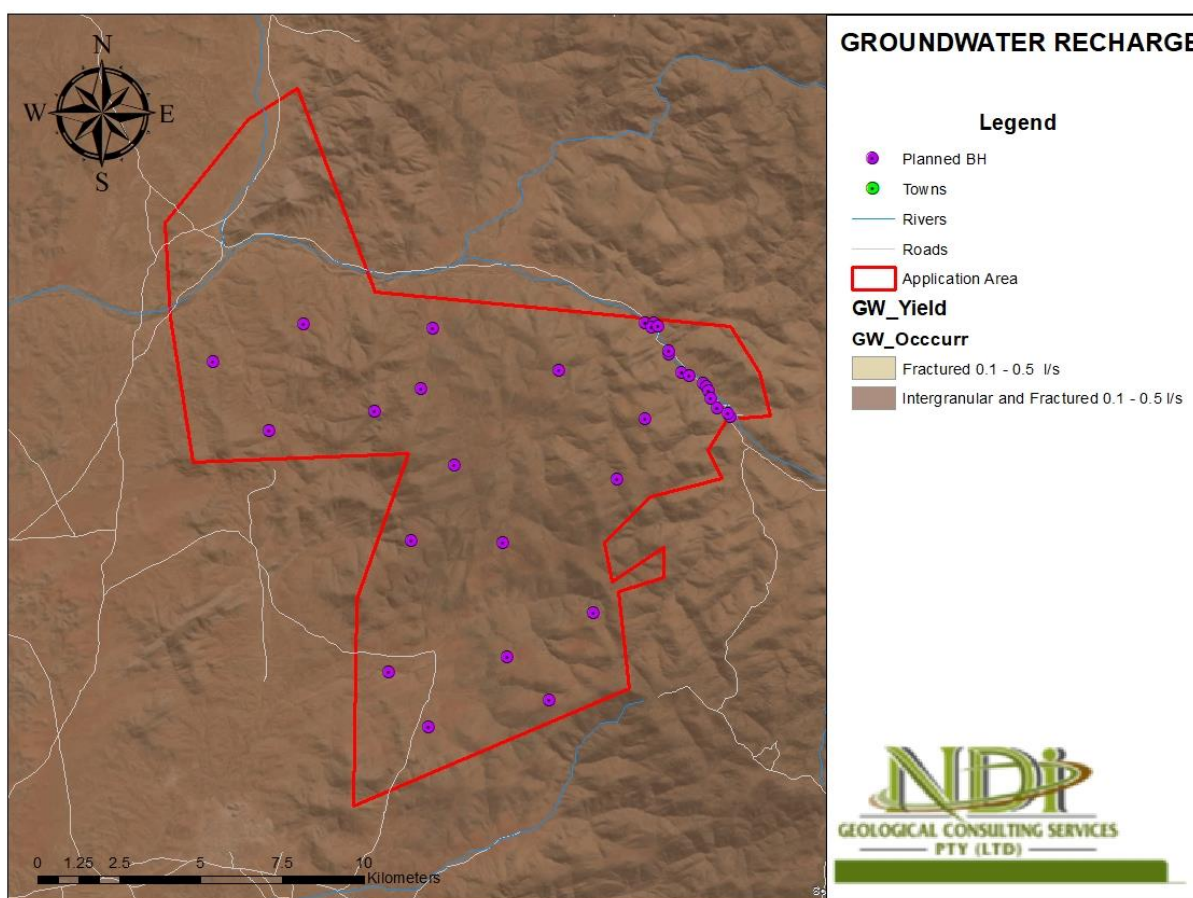 GROUNDWATER RECHARGE
N
W
E
S
Legend
Planned BH
Towns
Rivers
Roads
Application Area
GW_Yield
GW_Occcurr
Fractured 0.1 - 0.5 l/s
Intergranular and Fractured 0.1 - 0.5 l/s
0 1.25 2.5 5 7.5 10
Kilometers
NDi
GEOLOGICAL CONSULTING SERVICES
PTY (LTD)